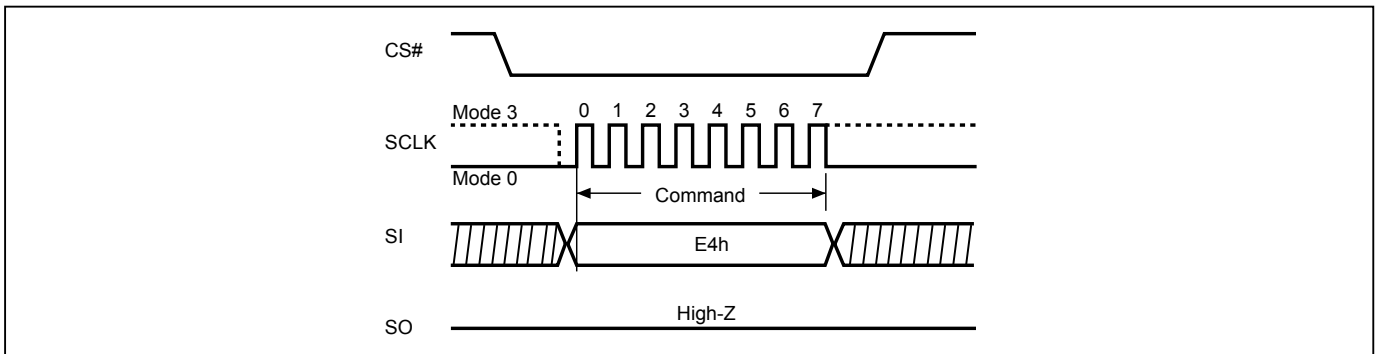 CS#
Mode 3
0 1 2 3 4 5 6 7
SCLK
Mode 0
Command
SI
E4h
High-Z
SO